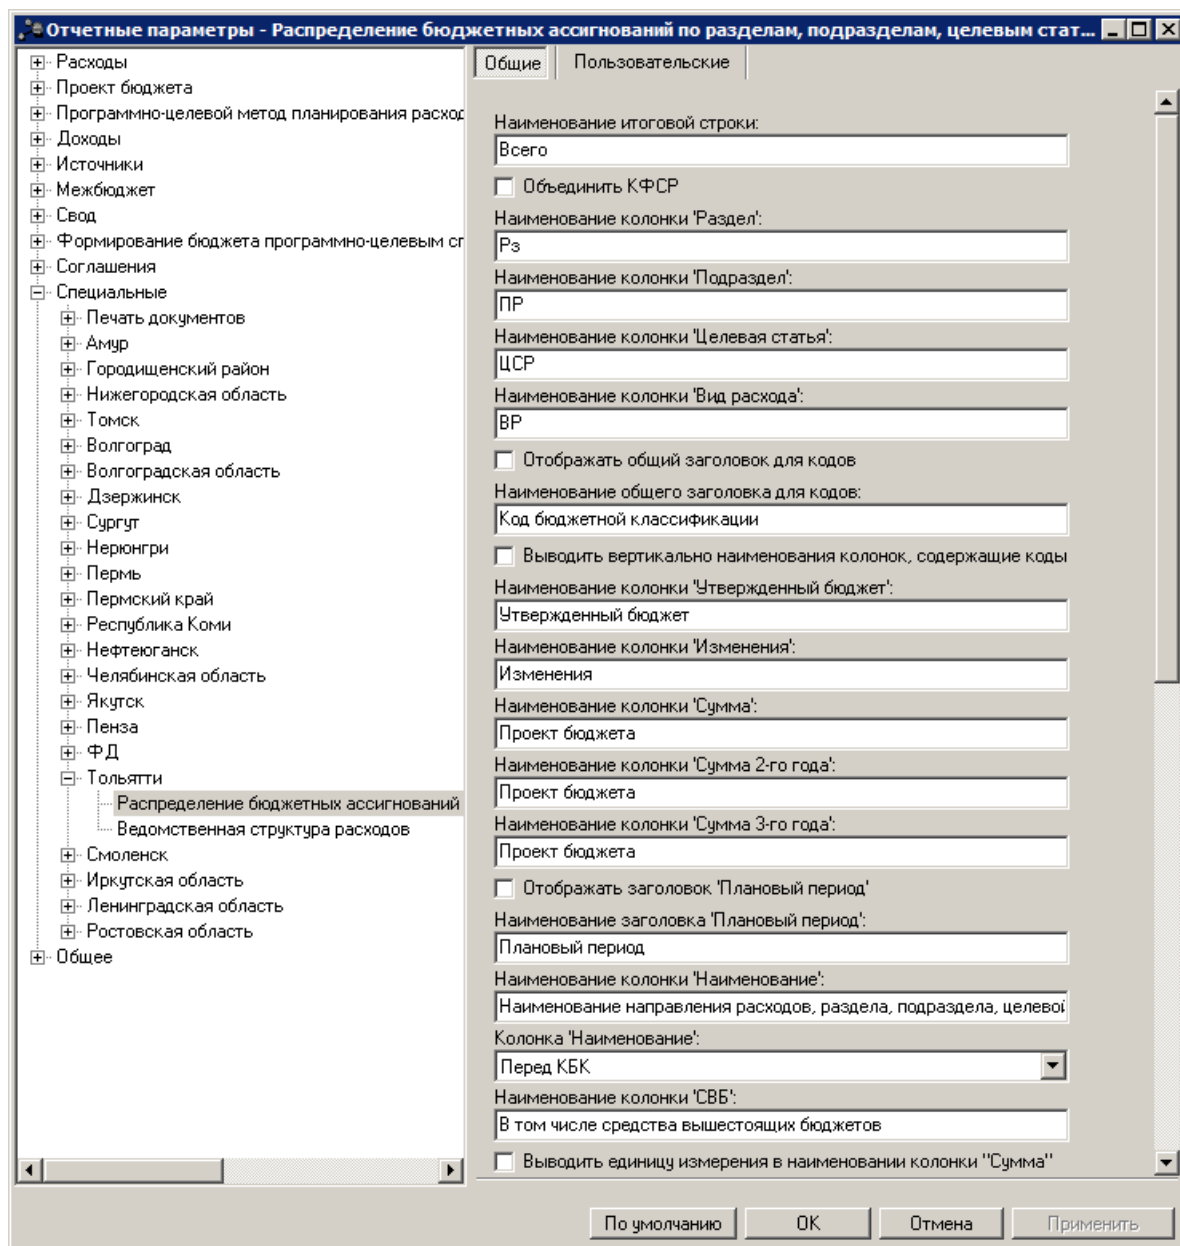 Отчетные параметры - Распределение бюджетных ассигнований по разделам, подразделам, целевым стат...
Расходы
Проект бюджета
Программно-целевой метод планирования расход
Доходы
Источники
Межбюджет
Свод
Формирование бюджета программно-целевым сп
Соглашения
Специальные
Печать документов
Амур
Городищенский район
Нижегородская область
Томск
Волгоград
Волгоградская область
Дзержинск
Сургут
Нерюнгри
Пермь
Пермский край
Республика Коми
Нефтеюганск
Челябинская область
Якутск
Пенза
ФД
Тольятти
Распределение бюджетных ассигнований
Ведомственная структура расходов
Смоленск
Иркутская область
Ленинградская область
Ростовская область
Общее
Общие
Пользовательские
Наименование итоговой строки:
Всего
Объединить КФСР
Наименование колонки 'Раздел':
Рз
Наименование колонки 'Подраздел':
ПР
Наименование колонки 'Целевая статья':
ЦСР
Наименование колонки 'Вид расхода':
ВР
Отображать общий заголовок для кодов
Наименование общего заголовка для кодов:
Код бюджетной классификации
Выводить вертикально наименования колонок, содержащие коды
Наименование колонки 'Утвержденный бюджет':
Утвержденный бюджет
Наименование колонки 'Изменения':
Изменения
Наименование колонки 'Сумма':
Проект бюджета
Наименование колонки 'Сумма 2-го года':
Проект бюджета
Наименование колонки 'Сумма 3-го года':
Проект бюджета
Отображать заголовок 'Плановый период'
Наименование заголовка 'Плановый период':
Плановый период
Наименование колонки 'Наименование':
Наименование направления расходов, раздела, подраздела, целевой
Колонка 'Наименование':
Перед КБК
Наименование колонки 'СВБ':
В том числе средства вышестоящих бюджетов
Выводить единицу измерения в наименовании колонки "Сумма"
По умолчанию
ОК
Отмена
Применить